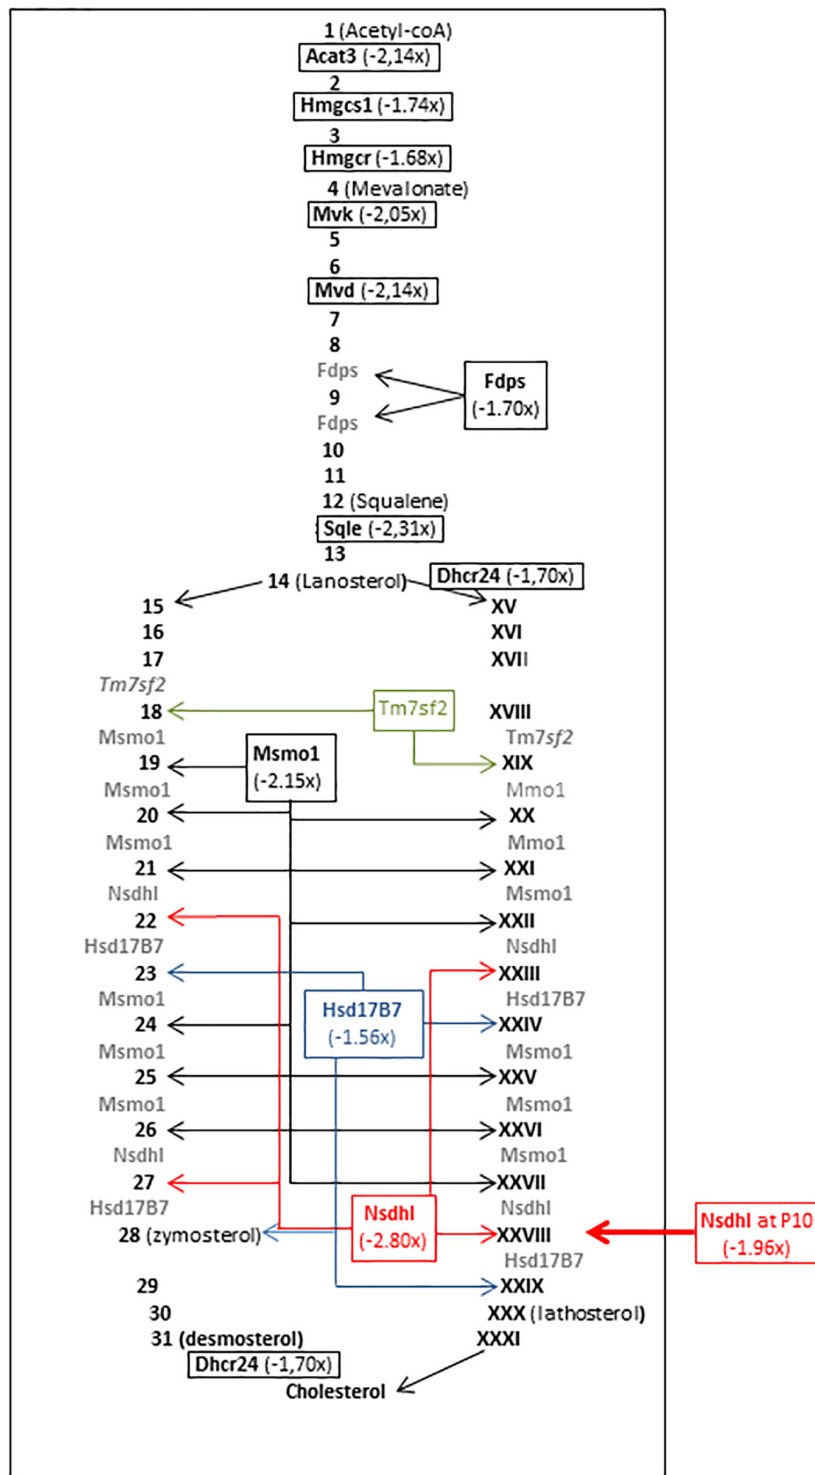 1 (Acetyl-coA)
Acat3 (-2,14x)
2
Hmgcs1 (-1.74x)
3
Hmgcr (-1.68x)
4 (Mevalonate)
Mvk (-2,05x)
5
6
Mvd (-2,14x)
7
8
Fdps
Fdps
(-1.70x)
9
Fdps
10
11
12 (Squalene)
Sqle (-2,31x)
13
14 (Lanosterol)
Dhcr24 (-1,70x)
15 XV
16 XVI
17 XVII
Tm7sf2
Tm7sf2
18 XVIII
Msmo1 Tm7sf2
Msmo1
(-2.15x)
19 XIX
Msmo1 Mmo1
20 XX
Msmo1 Mmo1
21 XXI
Nsdhl Msmo1
22 XXII
Hsd17B7 Nsdhl
23 XXIII
Msmo1 Hsd17B7
Hsd17B7
(-1.56x)
24 XXIV
Msmo1 Msmo1
25 XXV
Msmo1 Msmo1
26 XXVI
Nsdhl Msmo1
27 XXVII
Hsd17B7 Nsdhl
Nsdhl
(-2.80x)
28 (zymosterol) XXVIII
Nsdhl at P10
(-1.96x)
Hsd17B7
29 XXIX
30 XXX (lathosterol)
31 (desmosterol) XXXI
Dhcr24 (-1,70x)
Cholesterol